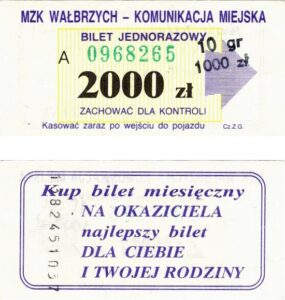 MZK WAŁBRZYCH – KOMUNIKACJA MIEJSKA
BILET JEDNORAZOWY
A 0968265
10 gr
1000 zł
2000 zł
ZACHOWAĆ DLA KONTROLI
Kasować zaraz po wejściu do pojazdu
Cz.Z.G.
Kup bilet miesięczny
NA OKAZICIELA
najlepszy bilet
DLA CIEBIE
I TWOJEJ RODZINY